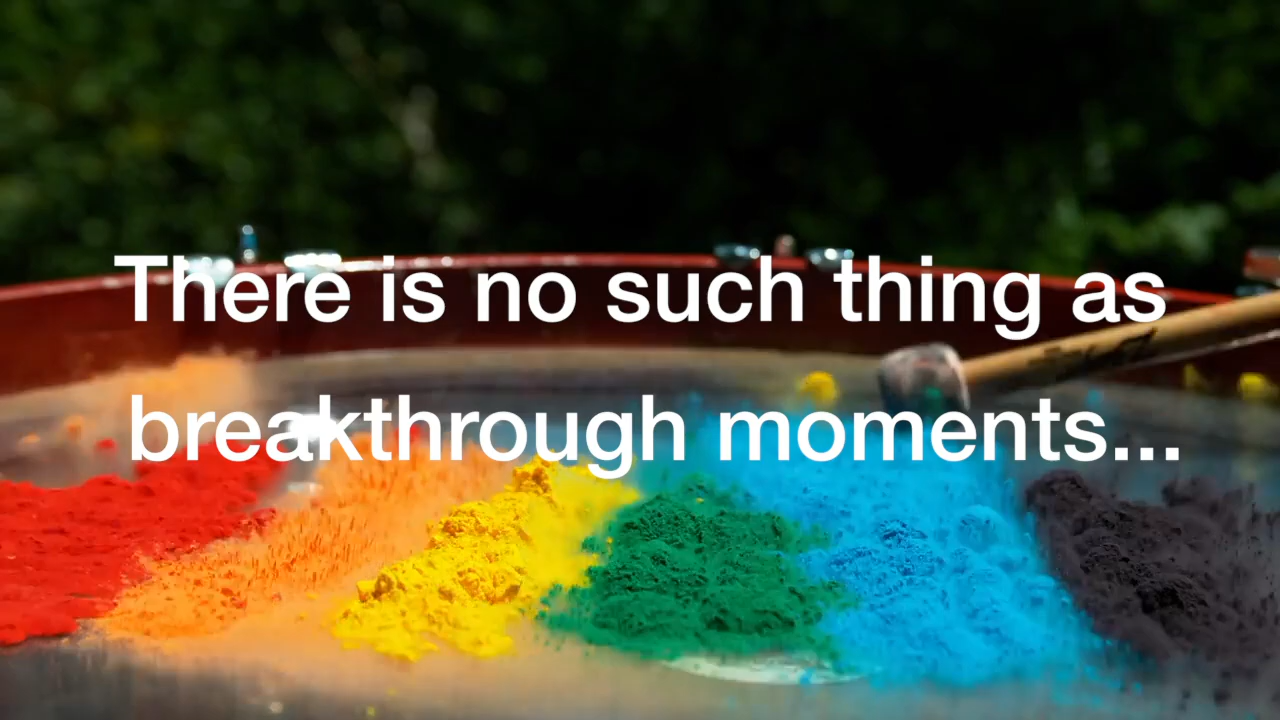 There is no such thing as
breakthrough moments...